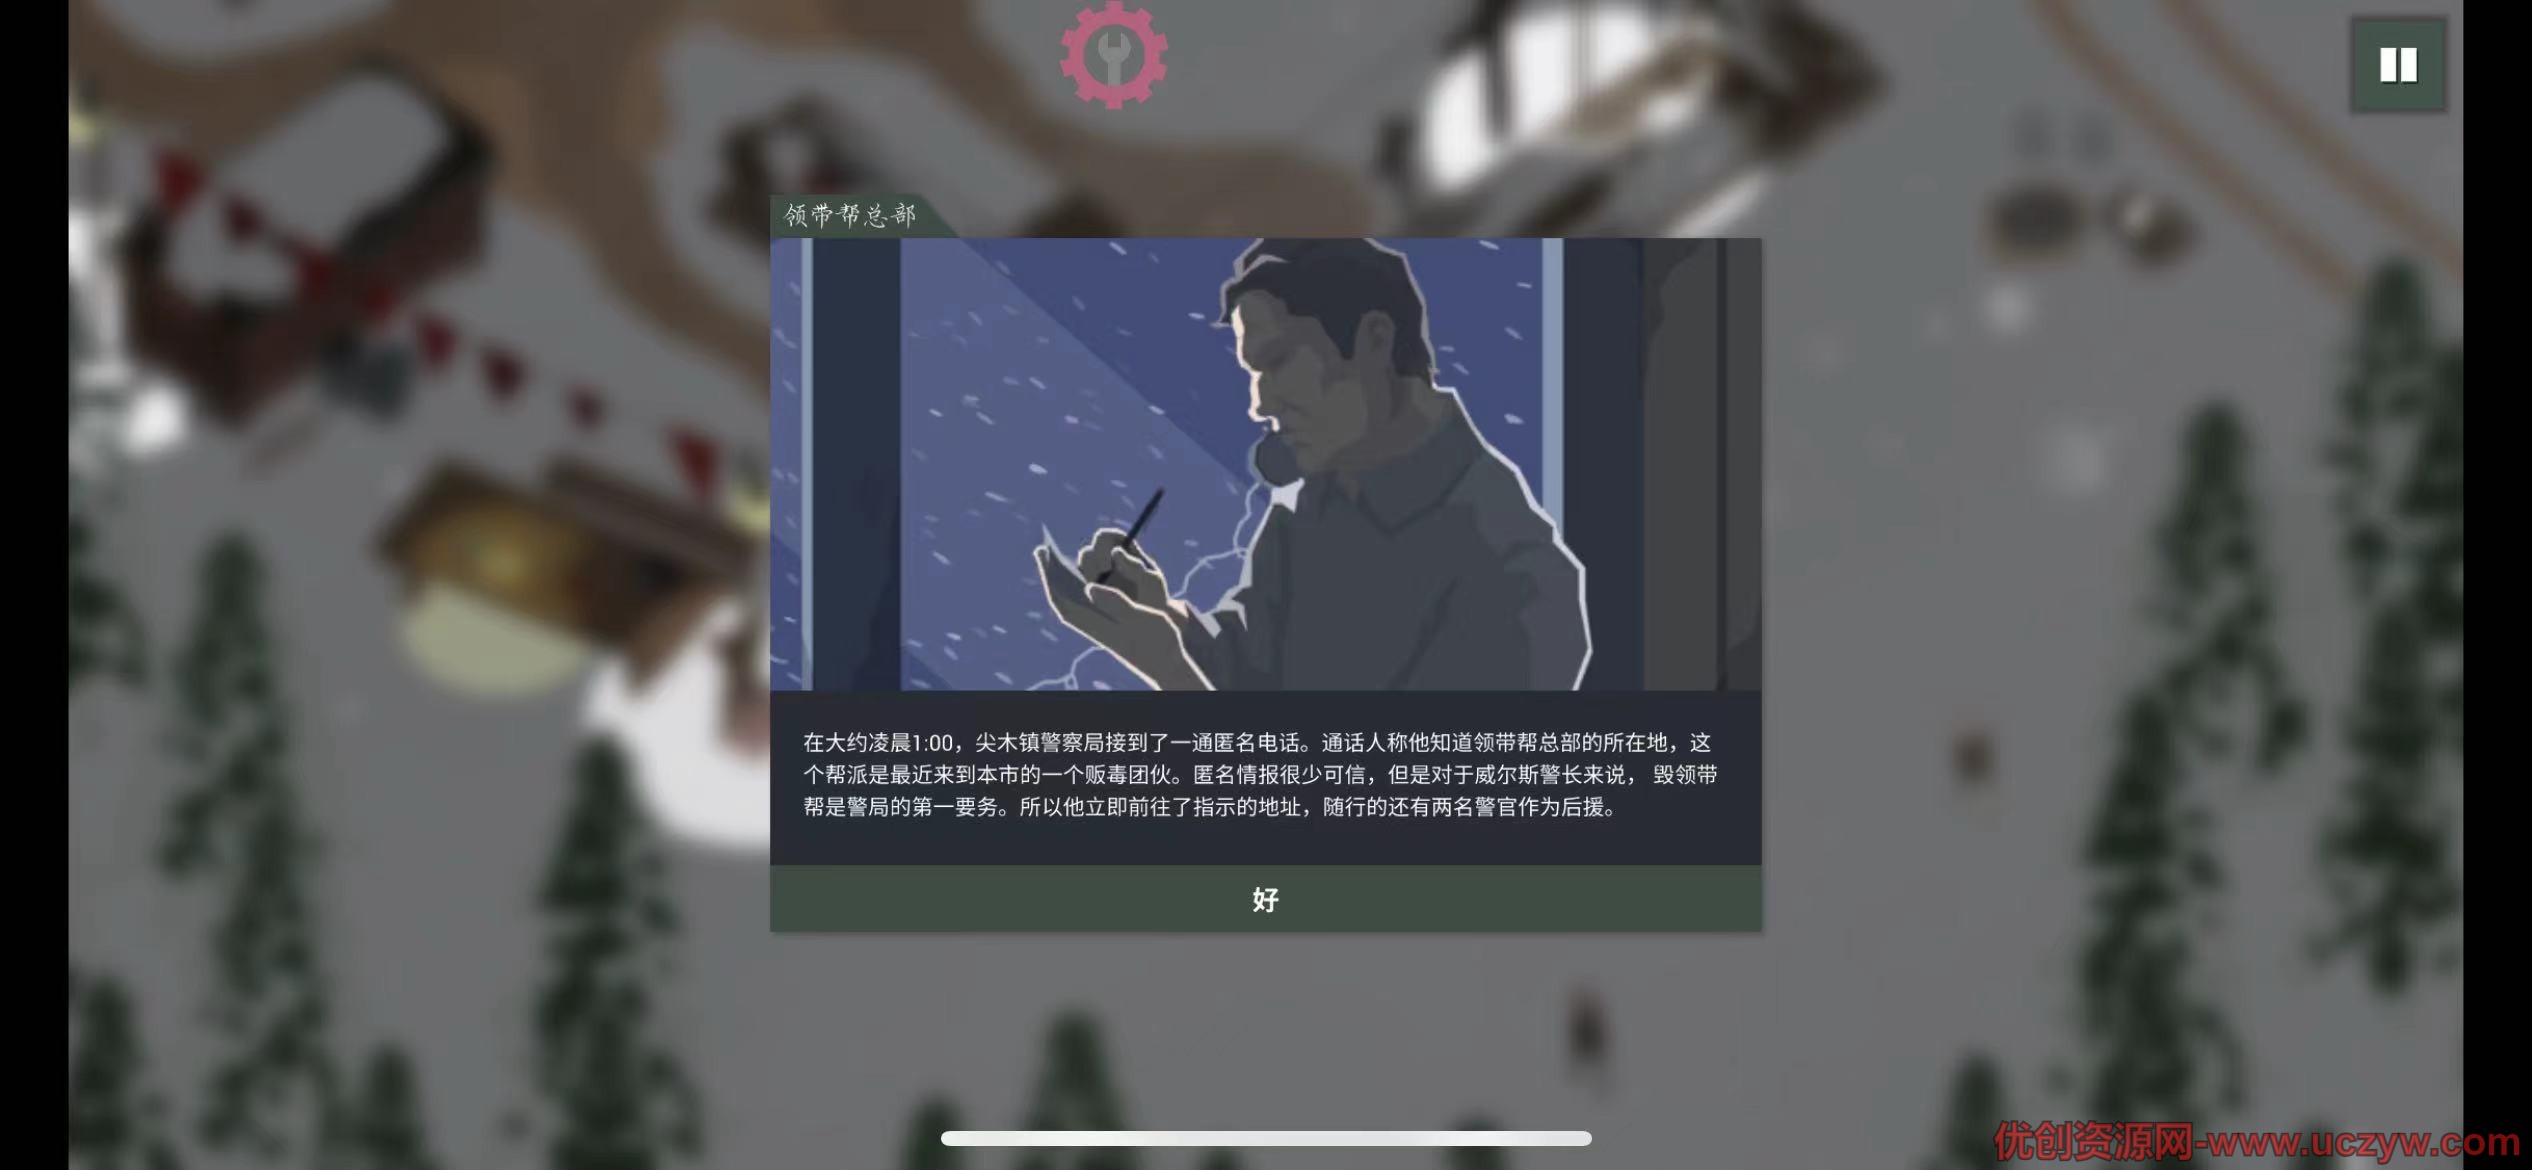 领带帮总部
在大约凌晨1:00，尖木镇警察局接到了一通匿名电话。通话人称他知道领带帮总部的所在地，这
个帮派是最近来到本市的一个贩毒团伙。匿名情报很少可信，但是对于威尔斯警长来说， 毁领带
帮是警局的第一要务。所以他立即前往了指示的地址，随行的还有两名警官作为后援。
好
优创资源网-www.uczyw.com